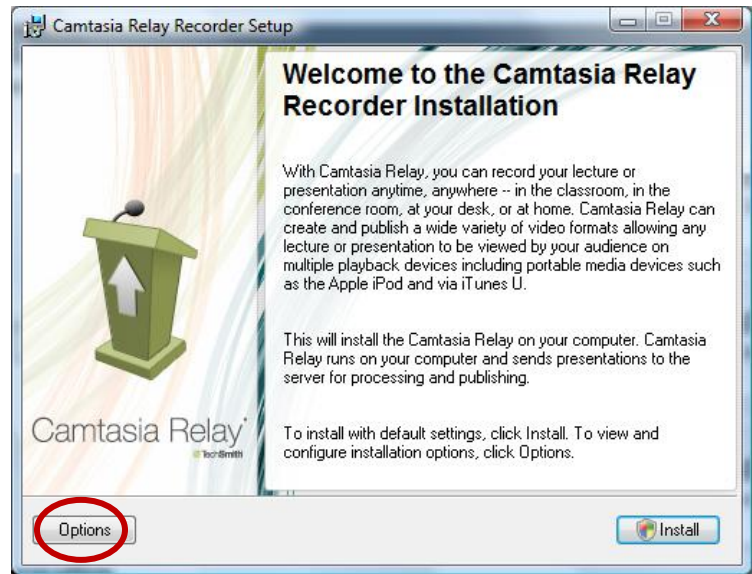 Camtasia Relay Recorder Setup
Welcome to the Camtasia Relay
Recorder Installation
With Camtasia Relay, you can record your lecture or
presentation anytime, anywhere -- in the classroom, in the
conference room, at your desk, or at home. Camtasia Relay can
create and publish a wide variety of video formats allowing any
lecture or presentation to be viewed by your audience on
multiple playback devices including portable media devices such
as the Apple iPod and via iTunes U.
This will install the Camtasia Relay on your computer. Camtasia
Relay runs on your computer and sends presentations to the
server for processing and publishing.
To install with default settings, click Install. To view and
configure installation options, click Options.
Camtasia Relay
TechSmith
Options
Install